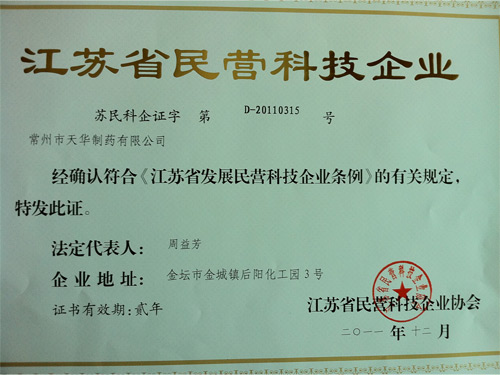 江苏省民营科技企业
苏民科企证字 第 D-20110315 号
常州市天华制药有限公司
经确认符合《江苏省发展民营科技企业条例》的有关规定,
特发此证。
法定代表人: 周益芳
企业地址: 金坛市金城镇后阳化工园3号
证书有效期:贰年
江苏省民营科技企业协会
二○一一 年 十二 月